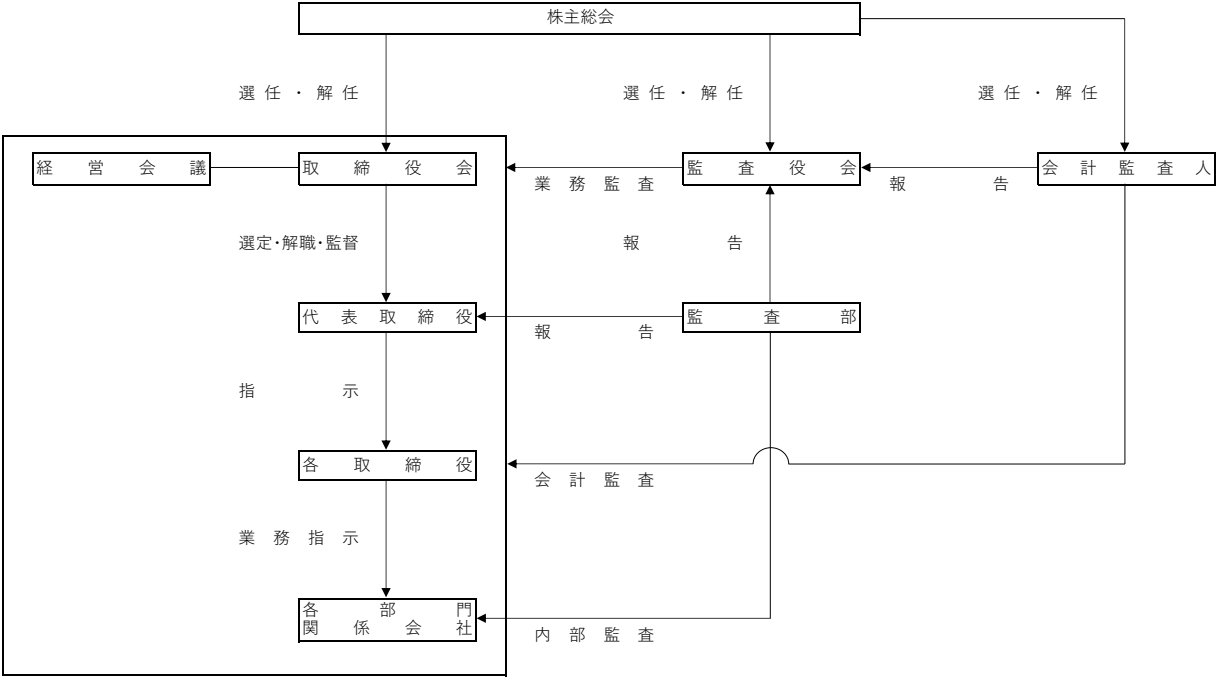 株主総会
選任・解任
選任・解任
選任・解任
経営会議
取締役会
監査役会
会計監査人
業務監査
報告
選定・解職・監督
報告
代表取締役
監査部
報告
指示
各取締役
会計監査
業務指示
各部門
関係会社
内部監査